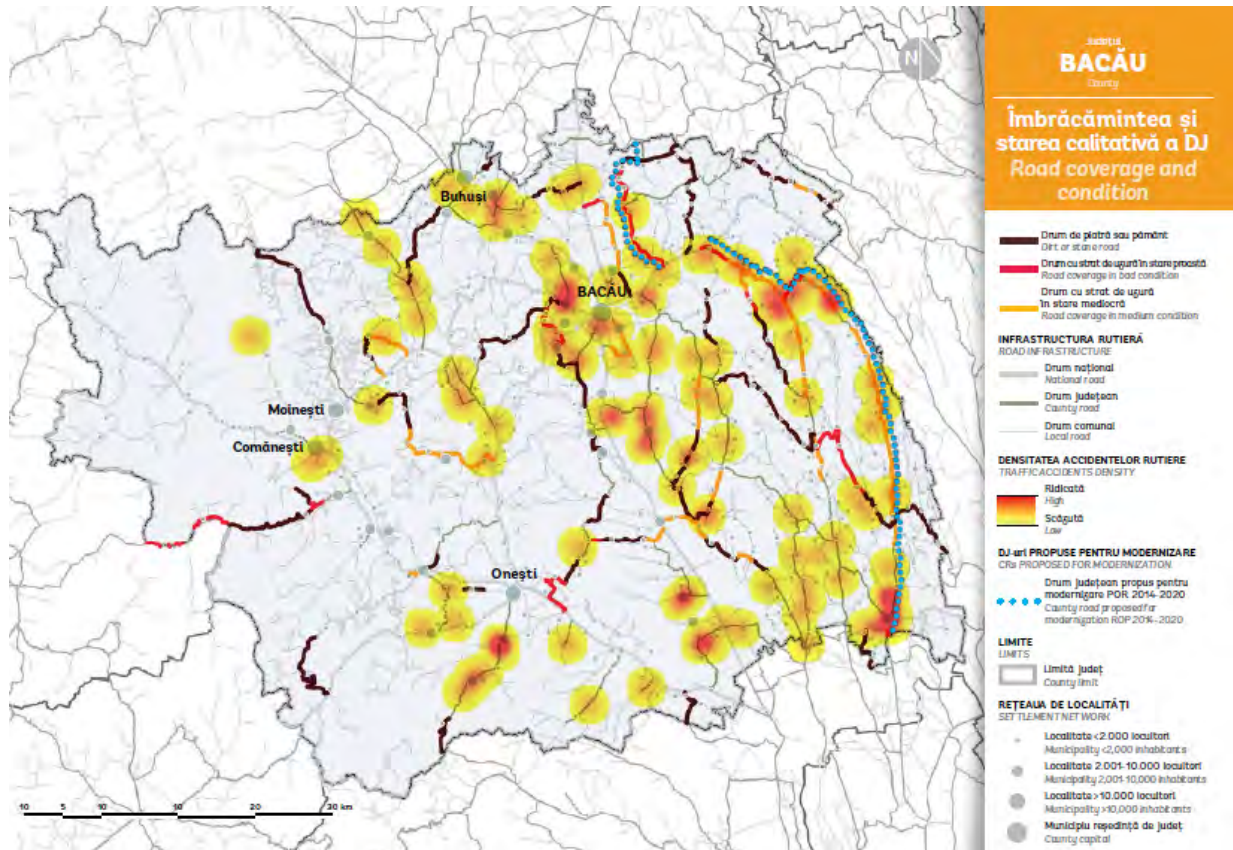 Județul
BACĂU
County
Îmbrăcămintea și
starea calitativă a DJ
Road coverage and
condition
Drum de piatră sau pământ
Dirt or stone road
Drum cu strat de uzură în stare proastă
Road coverage in bad condition
Drum cu strat de uzură
în stare mediocră
Road coverage in medium condition
INFRASTRUCTURA RUTIERĂ
ROAD INFRASTRUCTURE
Drum național
National road
Drum județean
County road
Drum comunal
Local road
DENSITATEA ACCIDENTELOR RUTIERE
TRAFFIC ACCIDENTS DENSITY
Ridicată
High
Scăzută
Low
DJ-uri PROPUSE PENTRU MODERNIZARE
CRs PROPOSED FOR MODERNIZATION
Drum județean propus pentru
modernizare POR 2014-2020
County road proposed for
modernization ROP 2014-2020
LIMITE
LIMITS
Limită județ
County limit
REȚEAUA DE LOCALITĂȚI
SETTLEMENT NETWORK
Localitate <2.000 locuitori
Municipality <2,000 inhabitants
Localitate 2.001-10.000 locuitori
Municipality 2,001-10,000 inhabitants
Localitate >10.000 locuitori
Municipality >10,000 inhabitants
Municipiu reședință de județ
County capital
N
Buhuși
BACĂU
Moinești
Comănești
Onești
10 5 10 10 20 30 km